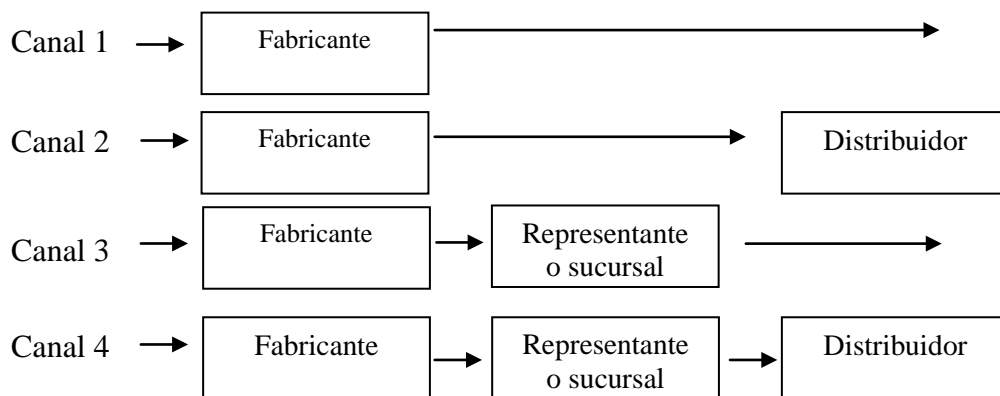 Canal 1
Fabricante
Canal 2
Fabricante
Distribuidor
Canal 3
Fabricante
Representante
o sucursal
Canal 4
Fabricante
Representante
o sucursal
Distribuidor